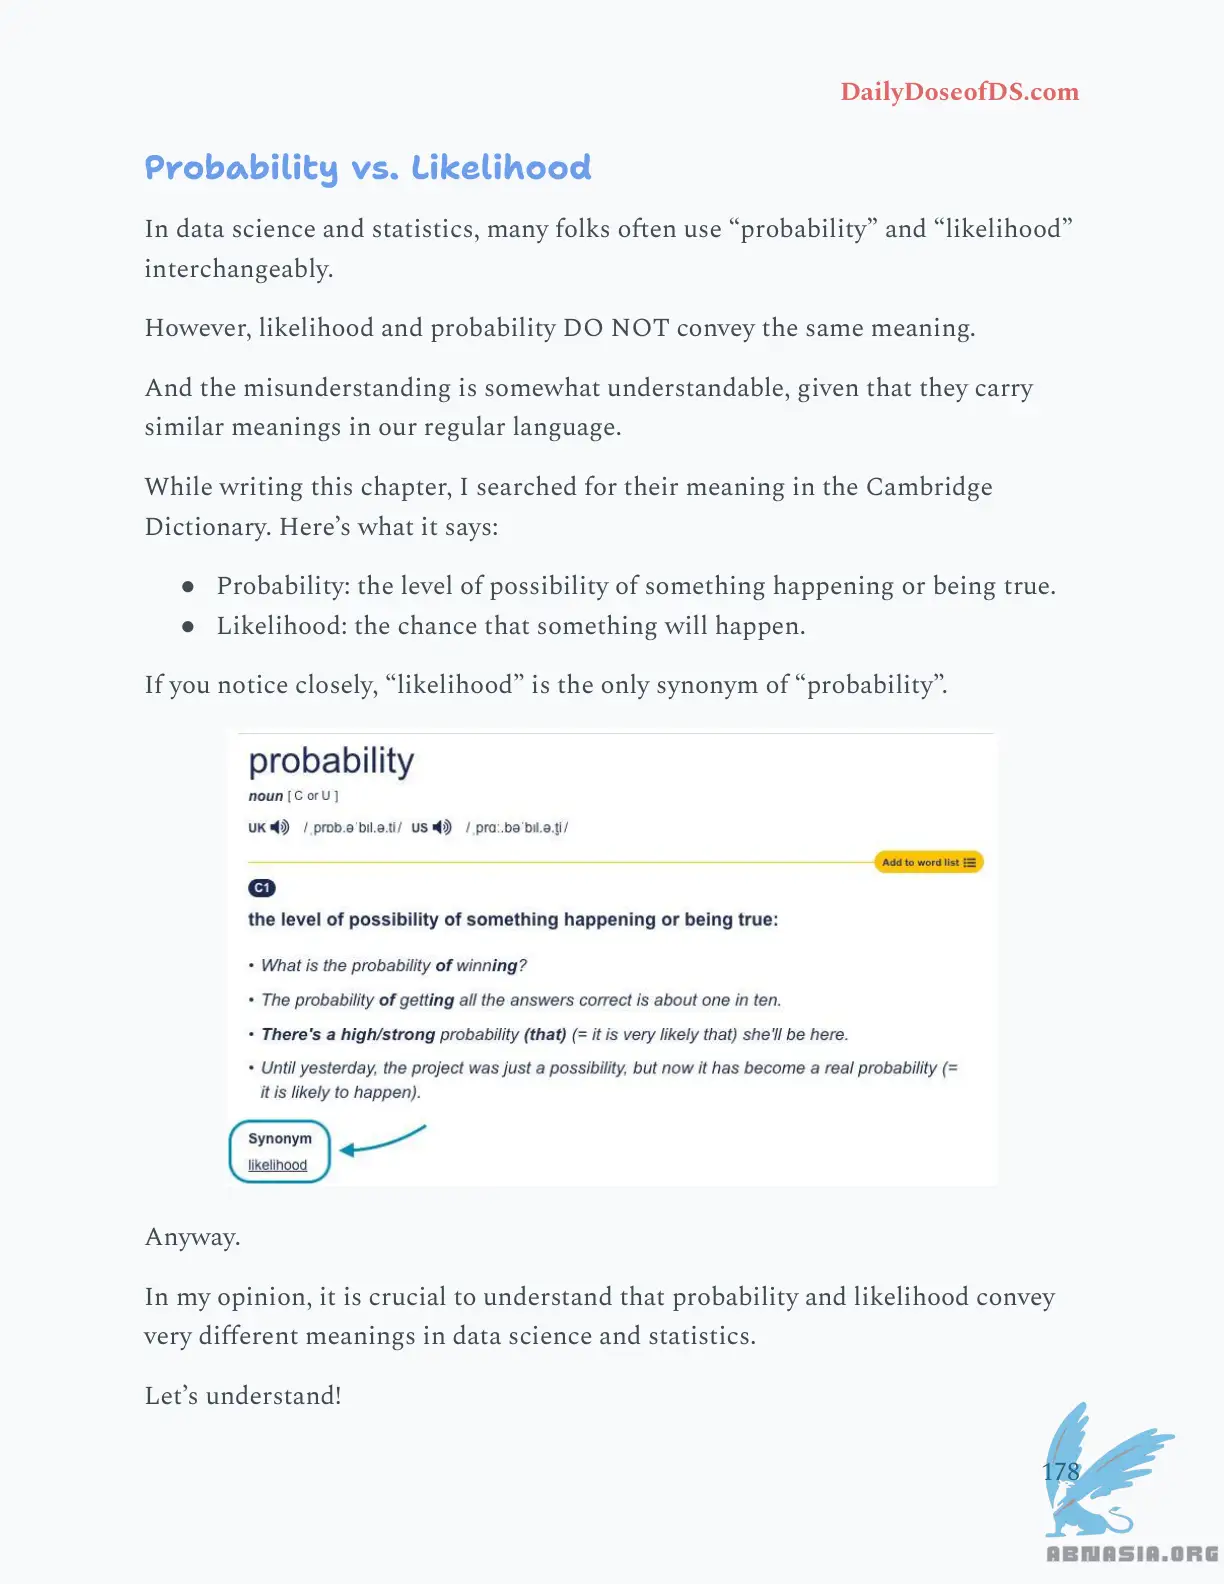 DailyDoseofDS.com
Probability vs. Likelihood
In data science and statistics, many folks often use “probability” and “likelihood”
interchangeably.
However, likelihood and probability DO NOT convey the same meaning.
And the misunderstanding is somewhat understandable, given that they carry
similar meanings in our regular language.
While writing this chapter, I searched for their meaning in the Cambridge
Dictionary. Here’s what it says:
● Probability: the level of possibility of something happening or being true.
● Likelihood: the chance that something will happen.
If you notice closely, “likelihood” is the only synonym of “probability”.
probability
noun [ C or U ]
UK /ˌprɒb.əˈbɪl.ə.ti/ US /ˌprɑː.bəˈbɪl.ə.t̬i/
Add to word list
C1
the level of possibility of something happening or being true:
• What is the probability of winning?
• The probability of getting all the answers correct is about one in ten.
• There's a high/strong probability (that) (= it is very likely that) she'll be here.
• Until yesterday, the project was just a possibility, but now it has become a real probability (=
it is likely to happen).
Synonym
likelihood
Anyway.
In my opinion, it is crucial to understand that probability and likelihood convey
very different meanings in data science and statistics.
Let’s understand!
178
ABNASIA.ORG